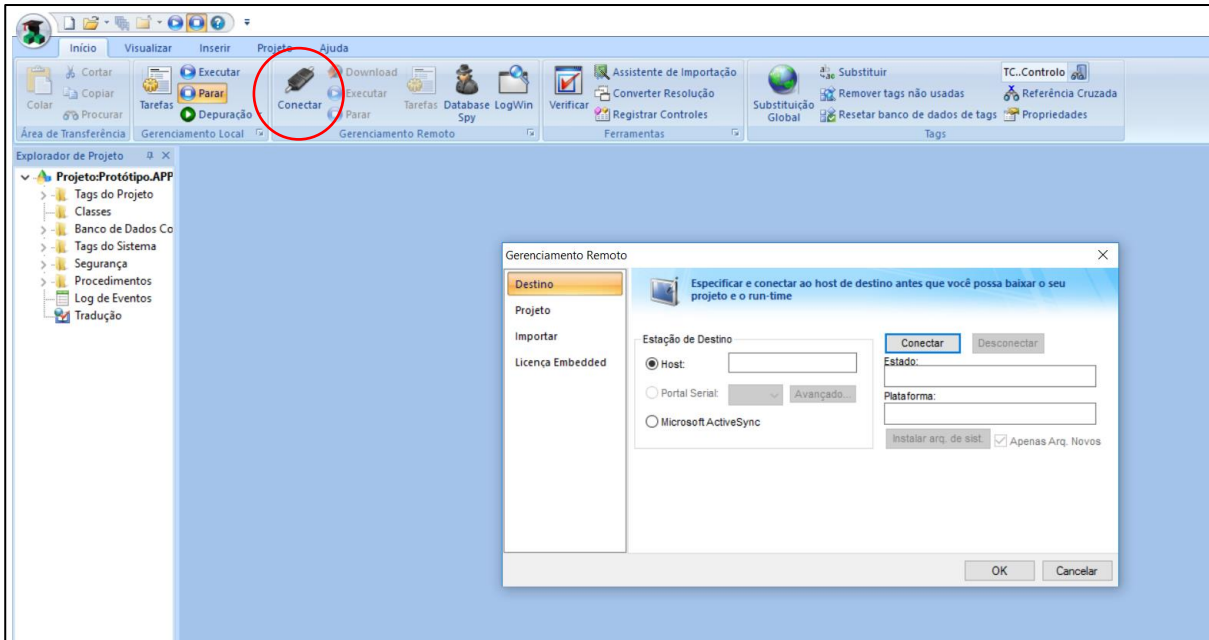 Início Visualizar Inserir Projeto Ajuda
Colar
Cortar
Copiar
Procurar
Área de Transferência
Tarefas
Executar
Parar
Depuração
Gerenciamento Local
Conectar
Download
Executar
Parar
Tarefas
Database Spy
LogWin
Gerenciamento Remoto
Verificar
Assistente de Importação
Converter Resolução
Registrar Controles
Ferramentas
Substituição Global
Substituir
Remover tags não usadas
Resetar banco de dados de tags
TC..Controlo
Referência Cruzada
Propriedades
Tags
Explorador de Projeto
Projeto:Protótipo.APP
Tags do Projeto
Classes
Banco de Dados Co
Tags do Sistema
Segurança
Procedimentos
Log de Eventos
Tradução
Gerenciamento Remoto
Destino
Projeto
Importar
Licença Embedded
Especificar e conectar ao host de destino antes que você possa baixar o seu
projeto e o run-time
Estação de Destino
Host:
Portal Serial:
Avançado...
Microsoft ActiveSync
Conectar
Desconectar
Estado:
Plataforma:
Instalar arq. de sist.
Apenas Arq. Novos
OK
Cancelar